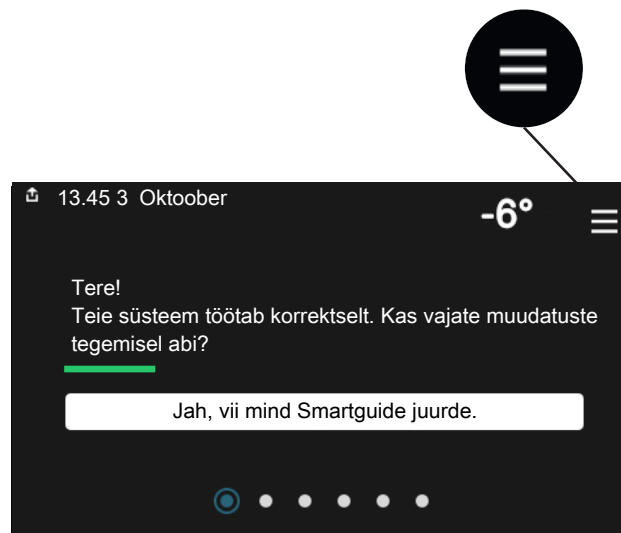 13.45 3 Oktoober
-6°
Tere!
Teie süsteem töötab korrektselt. Kas vajate muudatuste
tegemisel abi?
Jah, vii mind Smartguide juurde.